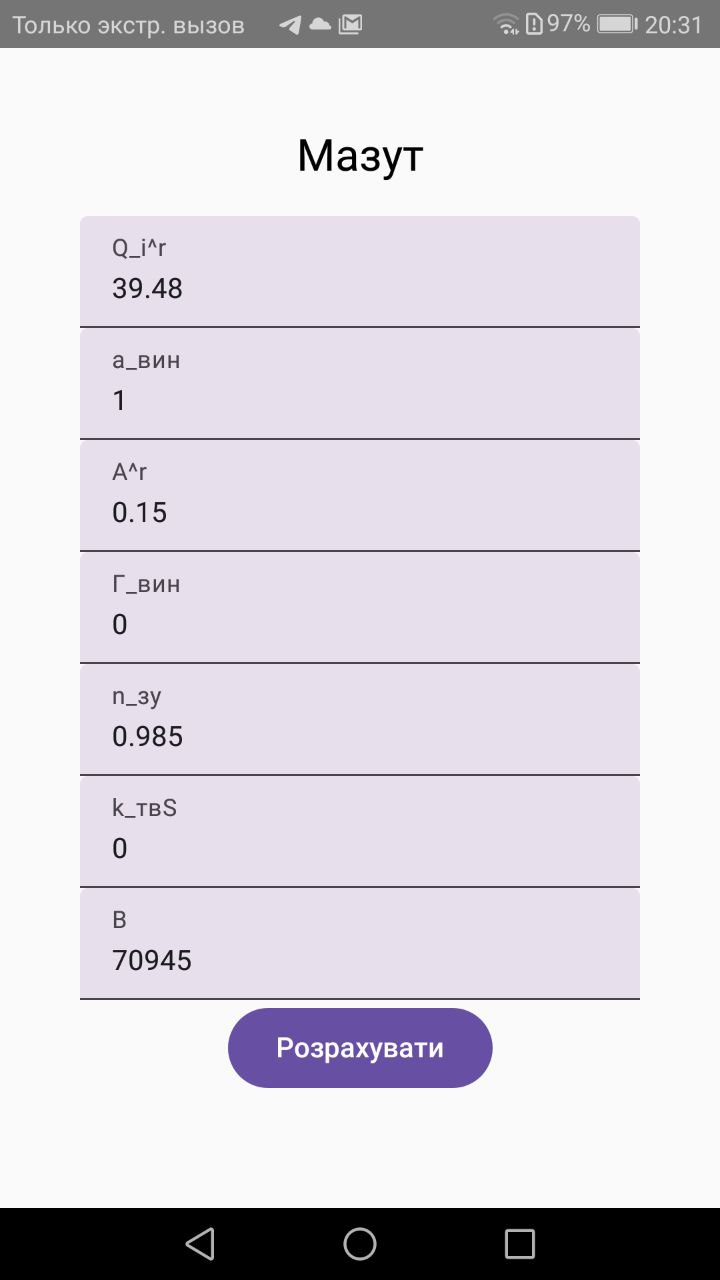 Только экстр. вызов 97% 20:31
Мазут
Q_i^r
39.48
a_вин
1
A^r
0.15
Г_вин
0
n_зу
0.985
k_твS
0
B
70945
Розрахувати